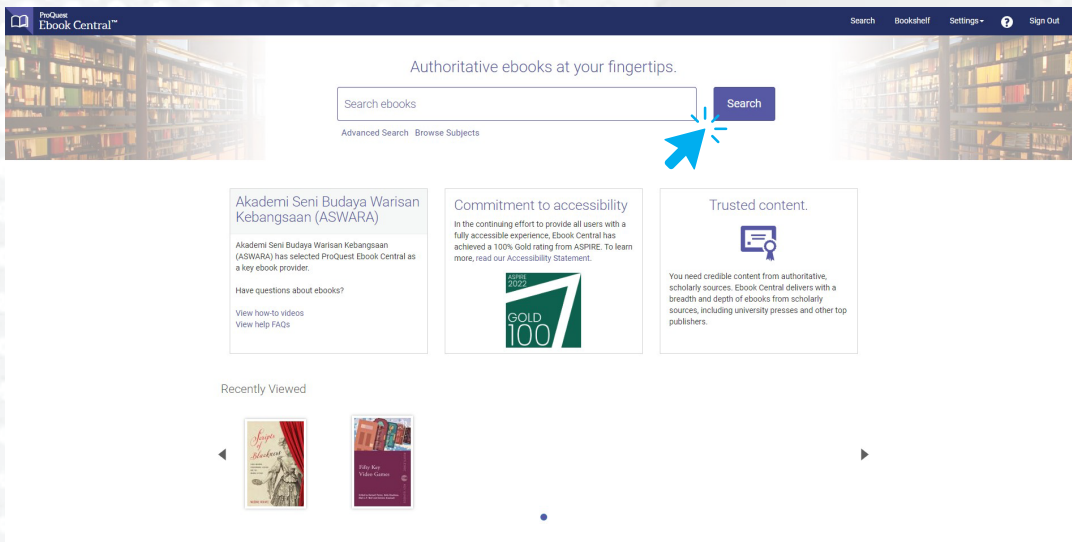 ProQuest
Ebook Central™
Search Bookshelf Settings Sign Out
Authoritative ebooks at your fingertips.
Search ebooks
Search
Advanced Search Browse Subjects
Akademi Seni Budaya Warisan
Kebangsaan (ASWARA)
Akademi Seni Budaya Warisan Kebangsaan
(ASWARA) has selected ProQuest Ebook Central as
a key ebook provider.
Have questions about ebooks?
View how-to videos
View help FAQs
Commitment to accessibility
In the continuing effort to provide all users with a
fully accessible experience, Ebook Central has
achieved a 100% Gold rating from ASPIRE. To learn
more, read our Accessibility Statement.
ASPIRE
2022
GOLD
100
Trusted content.
You need credible content from authoritative,
scholarly sources. Ebook Central delivers with a
breadth and depth of ebooks from scholarly
sources, including university presses and other top
publishers.
Recently Viewed
Scripts
of
Blackness
Fifty Key
Video Games